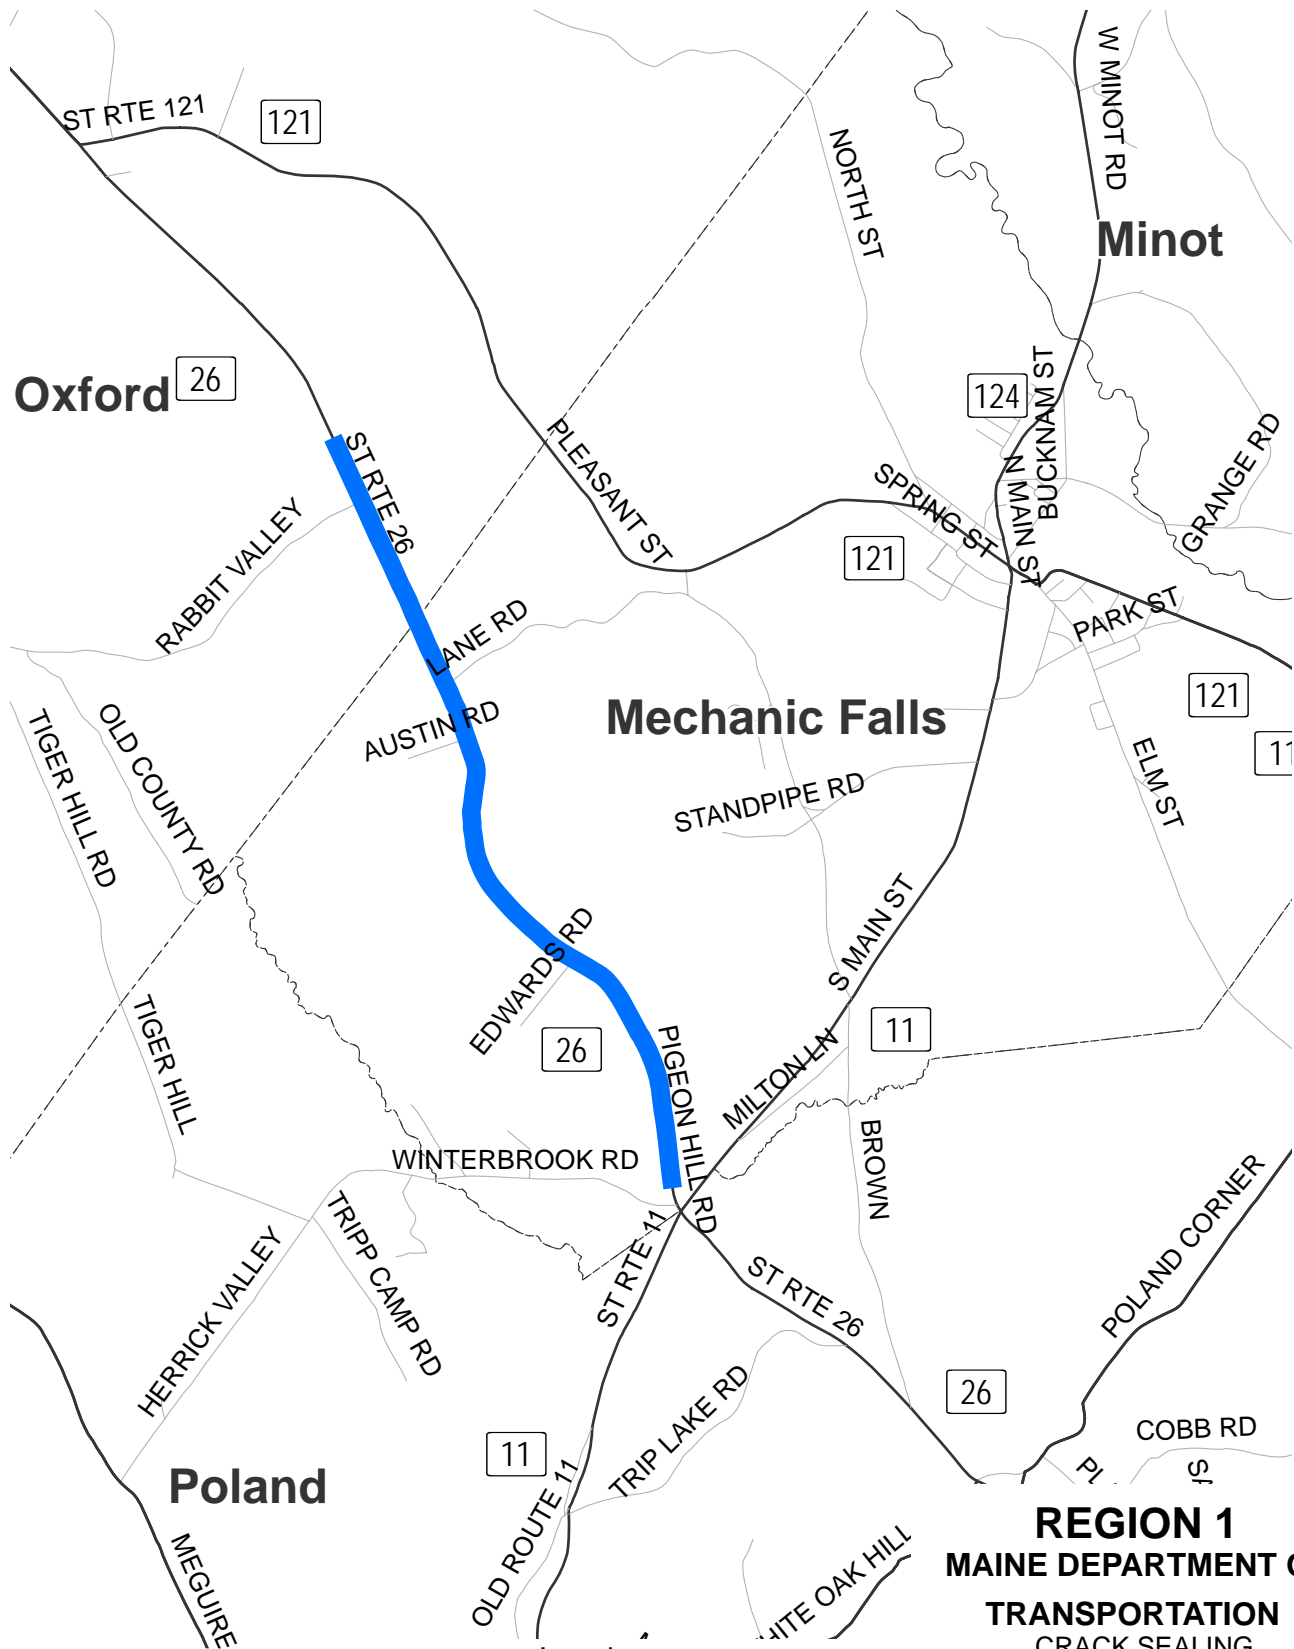 W MINOT RD
ST RTE 121
121
NORTH ST
Minot
Oxford
26
124
BUCKNAM ST
GRANGE RD
PLEASANT ST
ST RTE 26
SPRING ST
N MAIN ST
121
RABBIT VALLEY
LANE RD
PARK ST
121
11
Mechanic Falls
AUSTIN RD
OLD COUNTY RD
TIGER HILL RD
STANDPIPE RD
ELM ST
S MAIN ST
EDWARDS RD
26
11
TIGER HILL
PIGEON HILL RD
MILTON LN
BROWN
WINTERBROOK RD
POLAND CORNER
TRIPP CAMP RD
HERRICK VALLEY
ST RTE 11
ST RTE 26
26
TRIP LAKE RD
COBB RD
11
Poland
OLD ROUTE 11
MEGUIRE
HITE OAK HILL
REGION 1
MAINE DEPARTMENT
TRANSPORTATION
CRACK SEALING